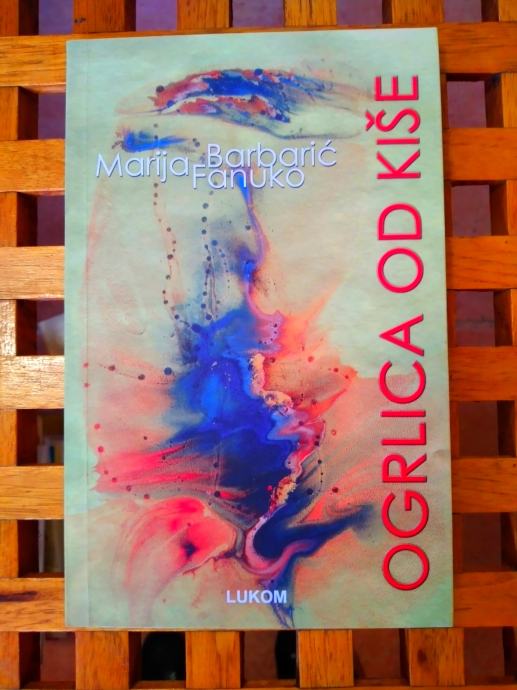 Marija Barbarić
Fanuko
OGRLICA OD KIŠE
LUKOM